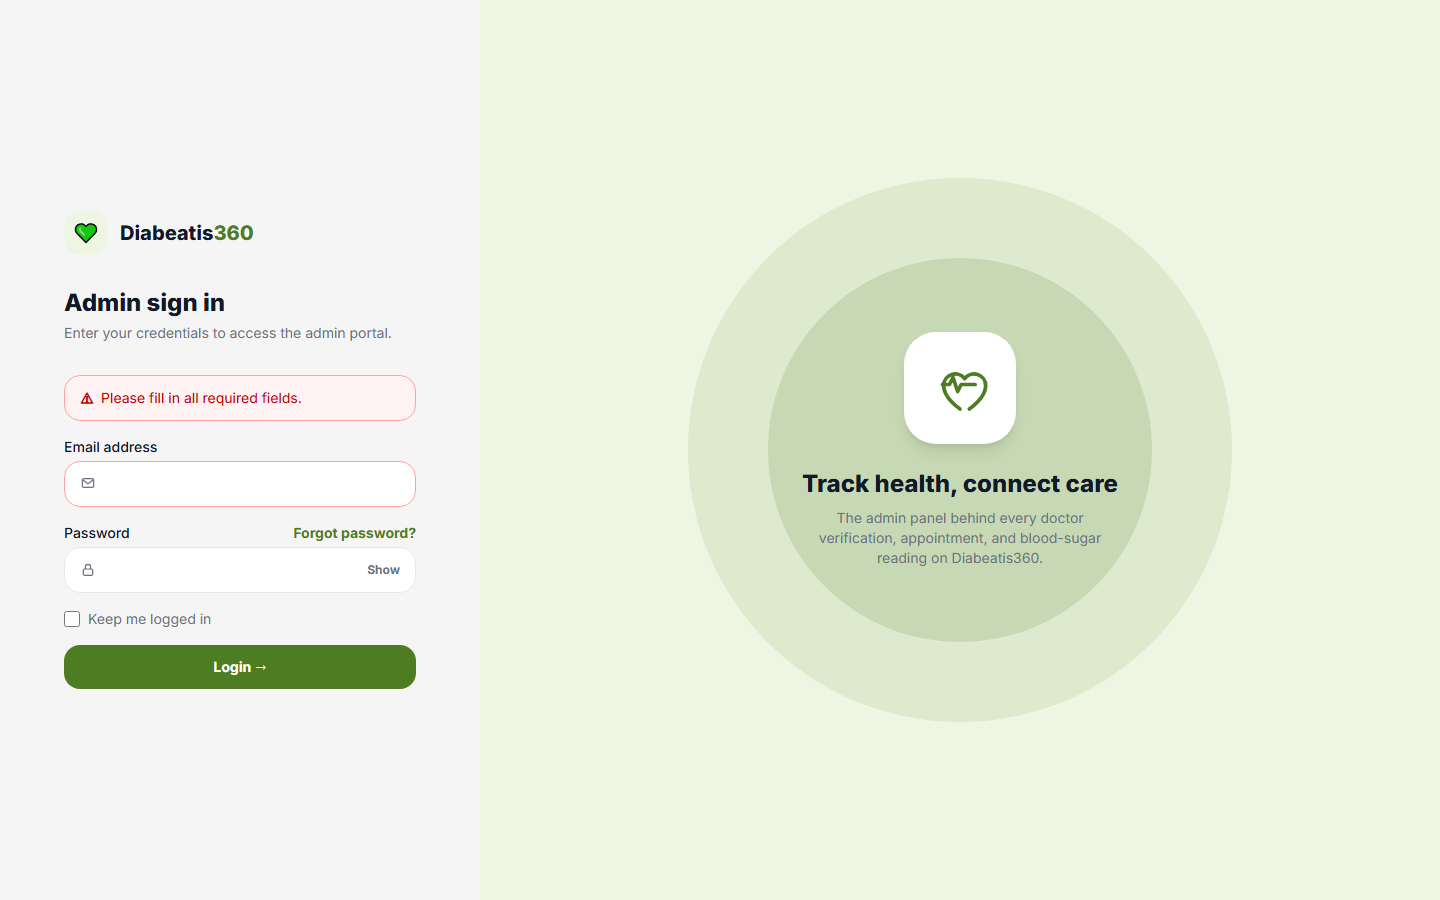 Diabeatis360
Admin sign in
Enter your credentials to access the admin portal.
Please fill in all required fields.
Email address
Password
Forgot password?
Show
Keep me logged in
Login →
Track health, connect care
The admin panel behind every doctor
verification, appointment, and blood-sugar
reading on Diabeatis360.